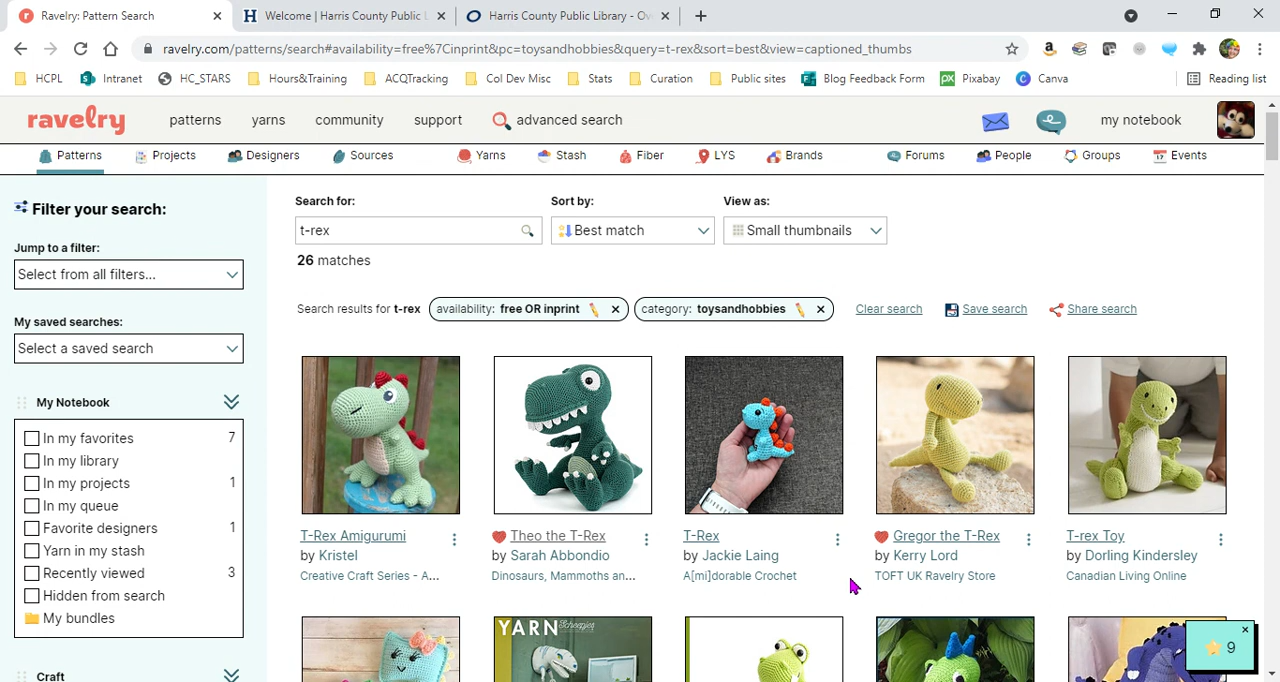 Ravelry: Pattern Search
Welcome | Harris County Public L
Harris County Public Library - Ov
ravelry.com/patterns/search#availability=free%7Cinprint&pc=toysandhobbies&query=t-rex&sort=best&view=captioned_thumbs
HCPL
Intranet
HC_STARS
Hours&Training
ACQTracking
Col Dev Misc
Stats
Curation
Public sites
Blog Feedback Form
Pixabay
Canva
Reading list
ravelry
patterns
yarns
community
support
advanced search
my notebook
Patterns
Projects
Designers
Sources
Yarns
Stash
Fiber
LYS
Brands
Forums
People
Groups
Events
Filter your search:
Jump to a filter:
Select from all filters...
My saved searches:
Select a saved search
My Notebook
In my favorites 7
In my library
In my projects 1
In my queue
Favorite designers 1
Yarn in my stash
Recently viewed 3
Hidden from search
My bundles
Craft
Search for:
t-rex
Sort by:
Best match
View as:
Small thumbnails
26 matches
Search results for t-rex
availability: free OR inprint
category: toysandhobbies
Clear search
Save search
Share search
T-Rex Amigurumi
by Kristel
Creative Craft Series - A...
Theo the T-Rex
by Sarah Abbondio
Dinosaurs, Mammoths an...
T-Rex
by Jackie Laing
A[mi]dorable Crochet
Gregor the T-Rex
by Kerry Lord
TOFT UK Ravelry Store
T-rex Toy
by Dorling Kindersley
Canadian Living Online
YARN Scheepjes
9